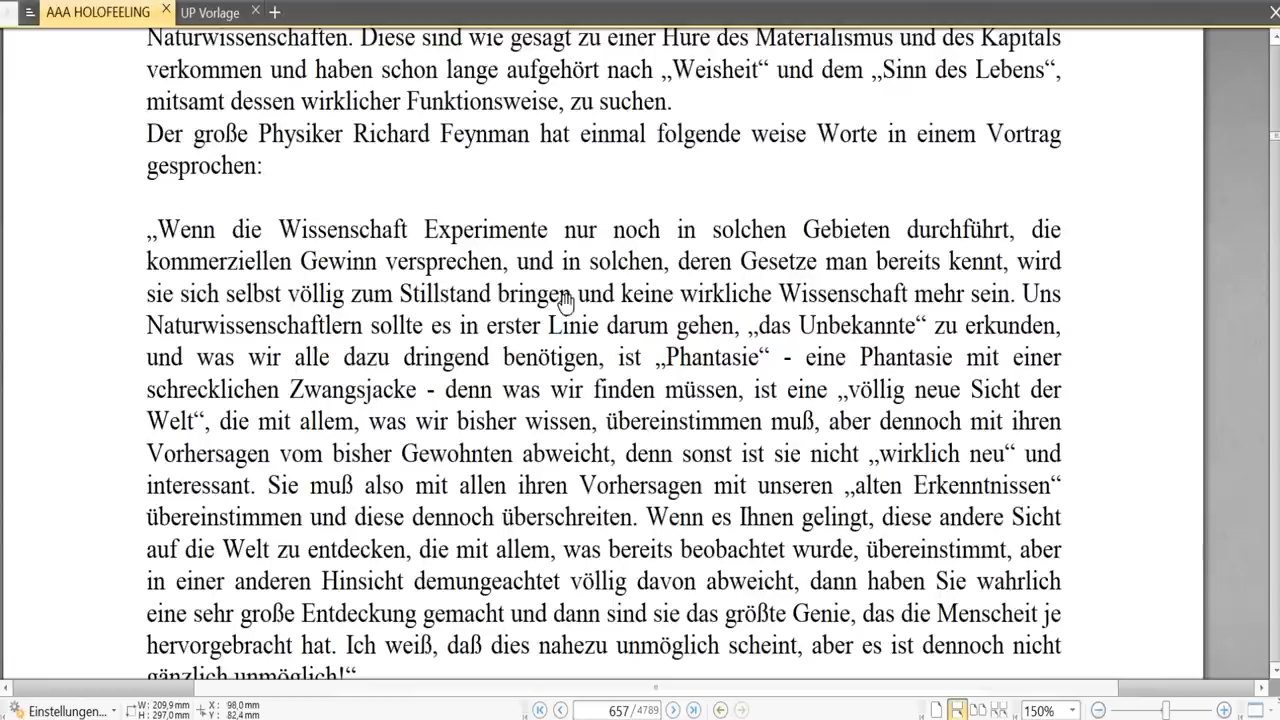 AAA HOLOFEELING
UP Vorlage
Naturwissenschaften. Diese sind wie gesagt zu einer Hure des Materialismus und des Kapitals
verkommen und haben schon lange aufgehört nach „Weisheit“ und dem „Sinn des Lebens“,
mitsamt dessen wirklicher Funktionsweise, zu suchen.
Der große Physiker Richard Feynman hat einmal folgende weise Worte in einem Vortrag
gesprochen:
„Wenn die Wissenschaft Experimente nur noch in solchen Gebieten durchführt, die
kommerziellen Gewinn versprechen, und in solchen, deren Gesetze man bereits kennt, wird
sie sich selbst völlig zum Stillstand bringen und keine wirkliche Wissenschaft mehr sein. Uns
Naturwissenschaftlern sollte es in erster Linie darum gehen, „das Unbekannte“ zu erkunden,
und was wir alle dazu dringend benötigen, ist „Phantasie“ - eine Phantasie mit einer
schrecklichen Zwangsjacke - denn was wir finden müssen, ist eine „völlig neue Sicht der
Welt“, die mit allem, was wir bisher wissen, übereinstimmen muß, aber dennoch mit ihren
Vorhersagen vom bisher Gewohnten abweicht, denn sonst ist sie nicht „wirklich neu“ und
interessant. Sie muß also mit allen ihren Vorhersagen mit unseren „alten Erkenntnissen“
übereinstimmen und diese dennoch überschreiten. Wenn es Ihnen gelingt, diese andere Sicht
auf die Welt zu entdecken, die mit allem, was bereits beobachtet wurde, übereinstimmt, aber
in einer anderen Hinsicht demungeachtet völlig davon abweicht, dann haben Sie wahrlich
eine sehr große Entdeckung gemacht und dann sind sie das größte Genie, das die Menscheit je
hervorgebracht hat. Ich weiß, daß dies nahezu unmöglich scheint, aber es ist dennoch nicht
gänzlich unmöglich!“
Einstellungen...
W: 209,9 mm
H: 297,0 mm
X: 98,0 mm
Y: 82,4 mm
657 / 4789
150%